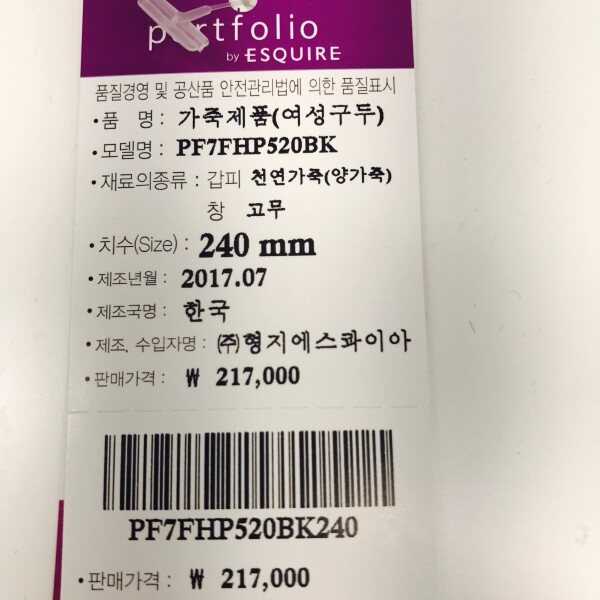 portfolio
by ESQUIRE
품질경영 및 공산품 안전관리법에 의한 품질표시
• 품 명 : 가죽제품(여성구두)
• 모델명 : PF7FHP520BK
• 재료의종류 : 갑피 천연가죽(양가죽)
창 고무
• 치수(Size) : 240 mm
• 제조년월 : 2017.07
• 제조국명 : 한국
• 제조, 수입자명 : ㈜형지에스콰이아
• 판매가격 : ₩ 217,000
PF7FHP520BK240
• 판매가격 : ₩ 217,000